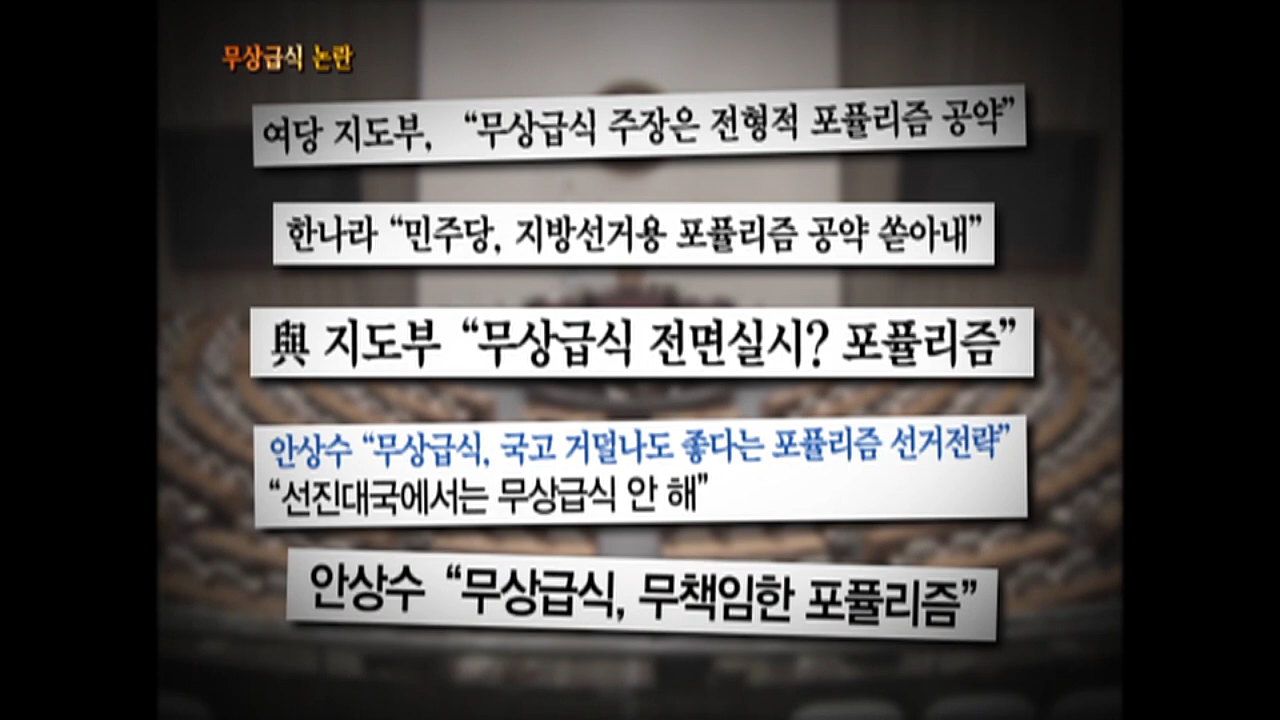 무상급식 논란
여당 지도부, “무상급식 주장은 전형적 포퓰리즘 공약”
한나라 “민주당, 지방선거용 포퓰리즘 공약 쏟아내”
與 지도부 “무상급식 전면실시? 포퓰리즘”
안상수 “무상급식, 국고 거덜나도 좋다는 포퓰리즘 선거전략”
“선진대국에서는 무상급식 안 해”
안상수 “무상급식, 무책임한 포퓰리즘”